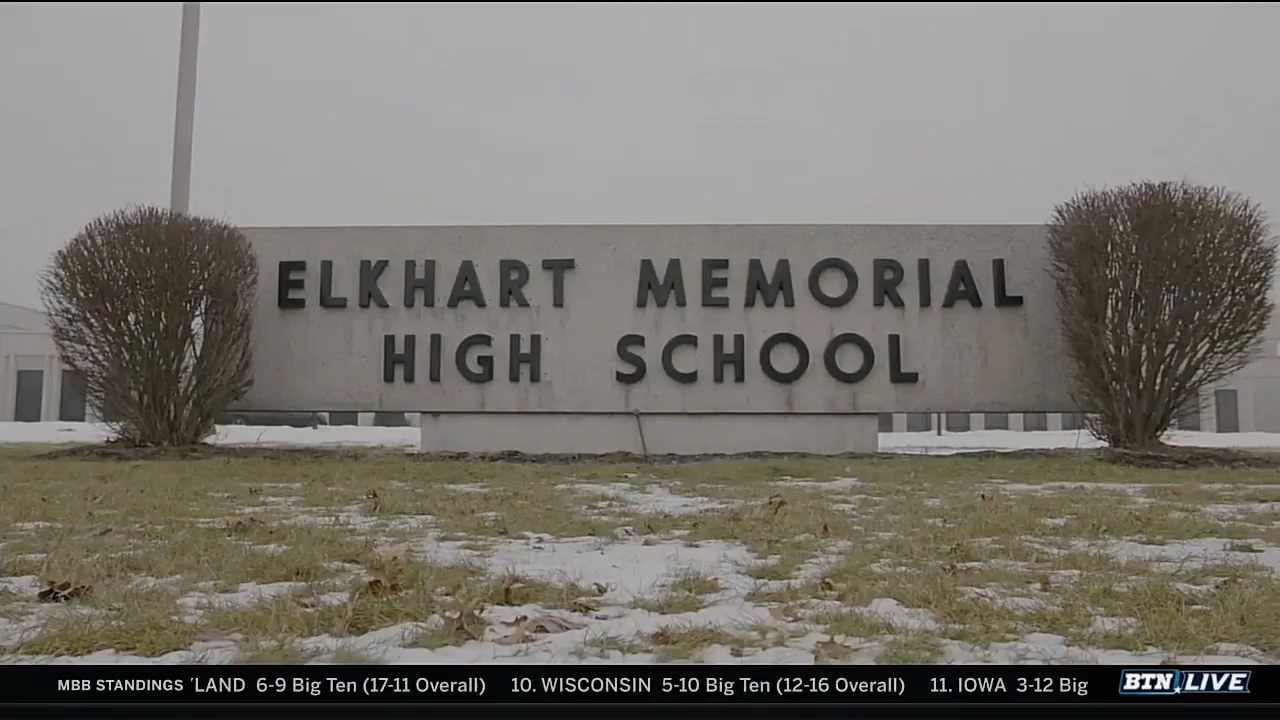 ELKHART MEMORIAL
HIGH SCHOOL
MBB STANDINGS 'LAND 6-9 Big Ten (17-11 Overall) 10. WISCONSIN 5-10 Big Ten (12-16 Overall) 11. IOWA 3-12 Big
BTN LIVE